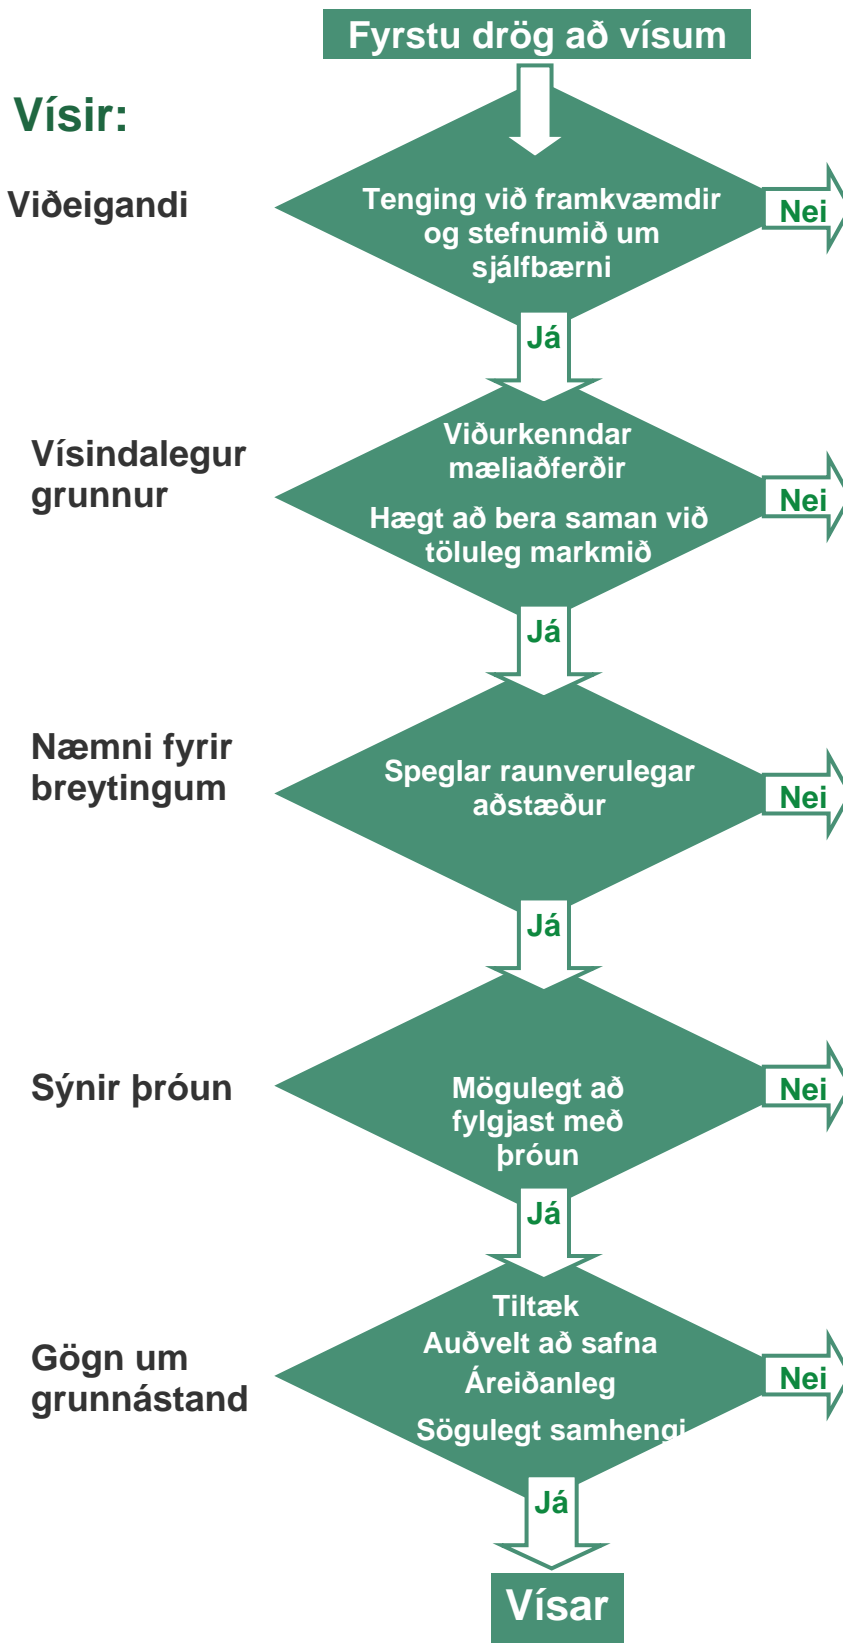 Fyrstu drög að vísum
Vísir:
Viðeigandi
Tenging við framkvæmdir
og stefnumið um
sjálfbærni
Nei
Já
Vísindalegur
grunnur
Viðurkenndar
mæliaðferðir
Hægt að bera saman við
töluleg markmið
Nei
Já
Næmni fyrir
breytingum
Speglar raunverulegar
aðstæður
Nei
Já
Sýnir þróun
Mögulegt að
fylgjast með
þróun
Nei
Já
Gögn um
grunnástand
Tiltæk
Auðvelt að safna
Áreiðanleg
Sögulegt samhengi
Nei
Já
Vísar